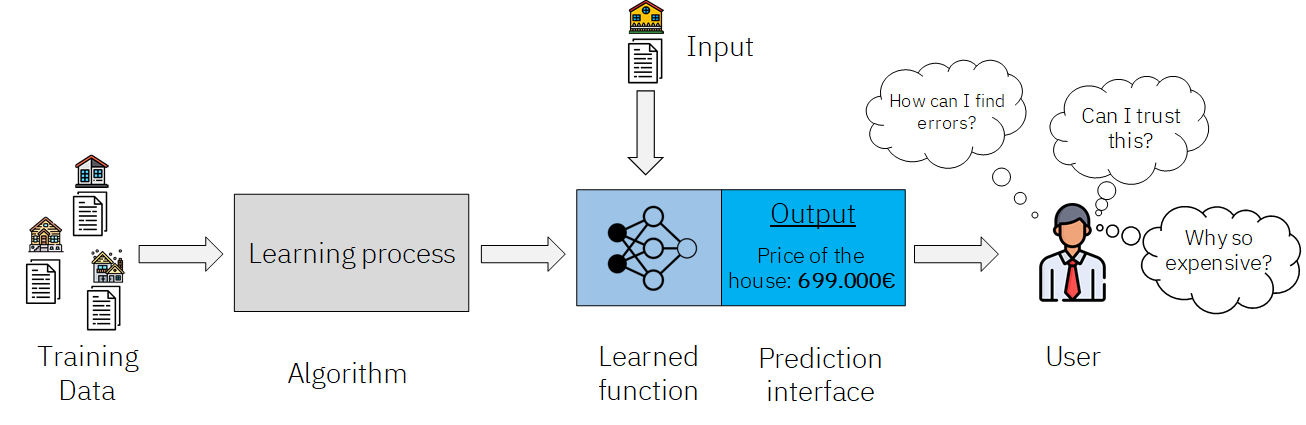 Input
How can I find
errors?
Can I trust
this?
Why so
expensive?
Learning process
Output
Price of the
house: 699.000€
Training
Data
Algorithm
Learned
function
Prediction
interface
User